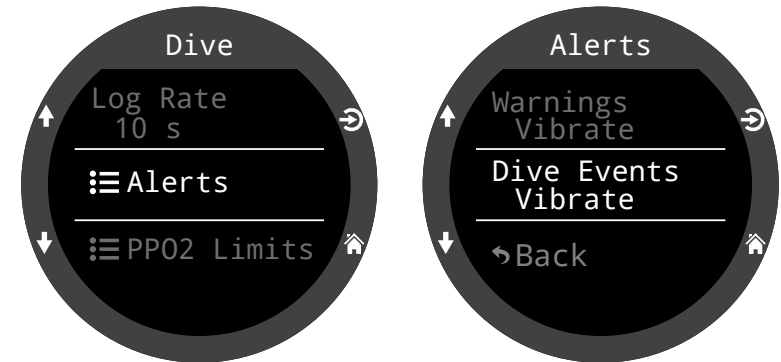 Dive
Log Rate
10 s
Alerts
PPO2 Limits
Alerts
Warnings
Vibrate
Dive Events
Vibrate
Back